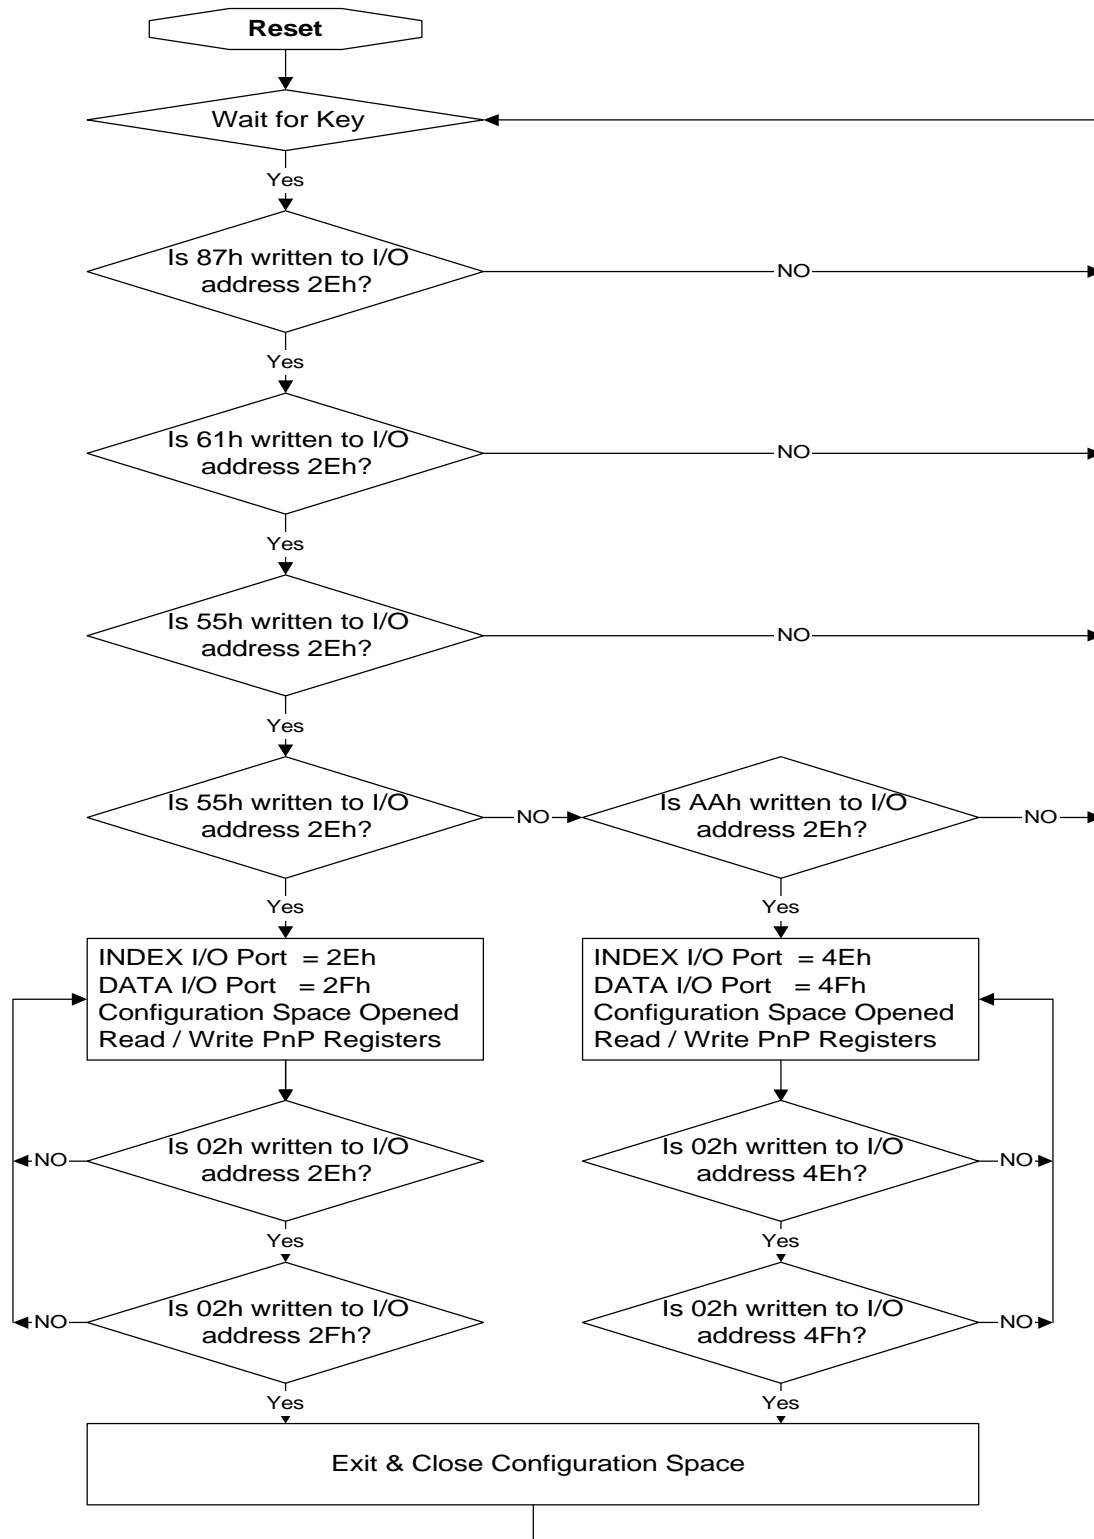 Reset
Wait for Key
Yes
Is 87h written to I/O
address 2Eh?
NO
Yes
Is 61h written to I/O
address 2Eh?
NO
Yes
Is 55h written to I/O
address 2Eh?
NO
Yes
Is 55h written to I/O
address 2Eh?
NO
Is AAh written to I/O
address 2Eh?
NO
Yes
Yes
INDEX I/O Port = 2Eh
DATA I/O Port = 2Fh
Configuration Space Opened
Read / Write PnP Registers
INDEX I/O Port = 4Eh
DATA I/O Port = 4Fh
Configuration Space Opened
Read / Write PnP Registers
NO
Is 02h written to I/O
address 2Eh?
Is 02h written to I/O
address 4Eh?
NO
Yes
Yes
NO
Is 02h written to I/O
address 2Fh?
Is 02h written to I/O
address 4Fh?
NO
Yes
Yes
Exit & Close Configuration Space